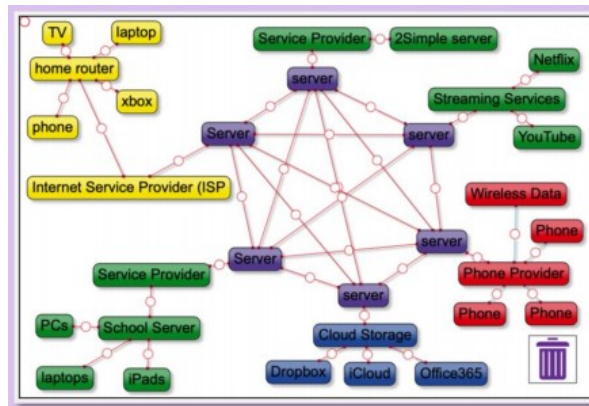 TV
laptop
home router
phone
xbox
Internet Service Provider (ISP
Service Provider
2Simple server
server
Server
server
Netflix
Streaming Services
YouTube
Wireless Data
Phone
Phone Provider
Phone
Phone
server
Server
server
Service Provider
PCs
School Server
laptops
iPads
Cloud Storage
Dropbox
iCloud
Office365